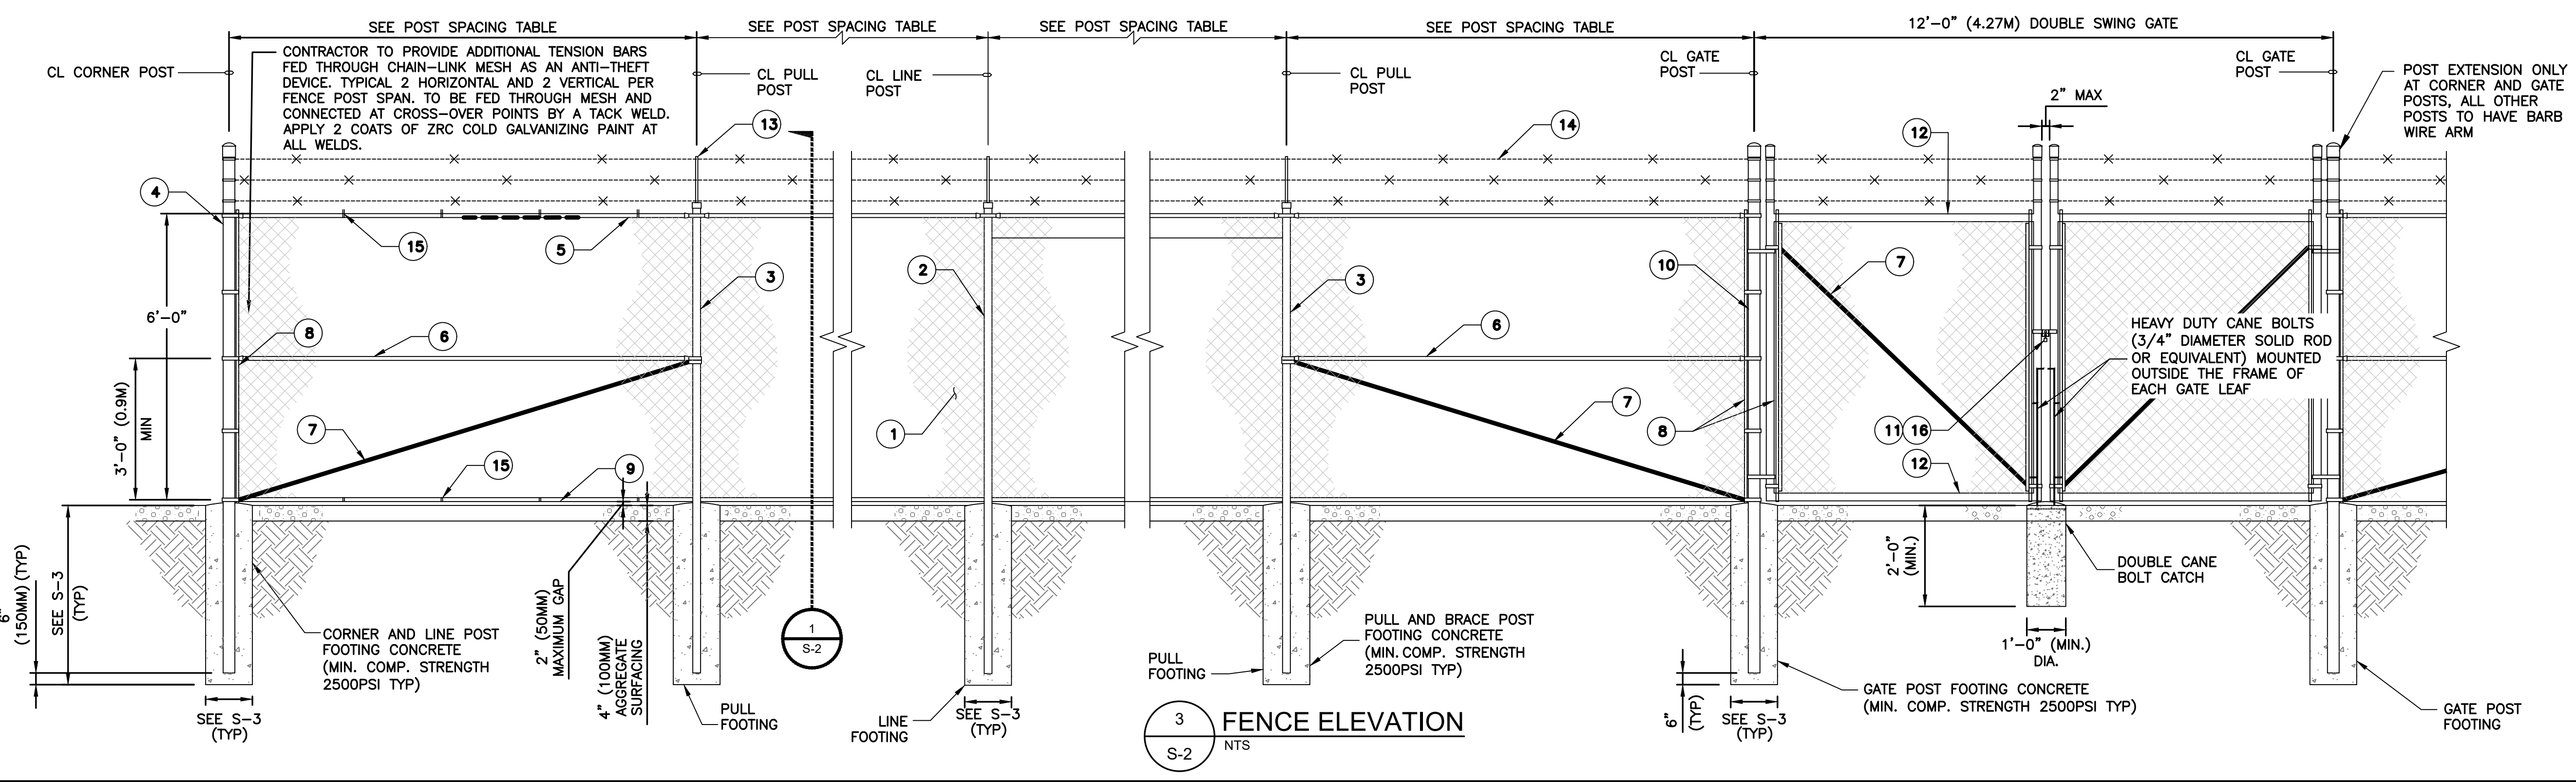 SEE POST SPACING TABLE
SEE POST SPACING TABLE
SEE POST SPACING TABLE
SEE POST SPACING TABLE
12'-0" (4.27M) DOUBLE SWING GATE
CL CORNER POST
CONTRACTOR TO PROVIDE ADDITIONAL TENSION BARS
FED THROUGH CHAIN-LINK MESH AS AN ANTI-THEFT
DEVICE. TYPICAL 2 HORIZONTAL AND 2 VERTICAL PER
FENCE POST SPAN. TO BE FED THROUGH MESH AND
CONNECTED AT CROSS-OVER POINTS BY A TACK WELD.
APPLY 2 COATS OF ZRC COLD GALVANIZING PAINT AT
ALL WELDS.
CL PULL
POST
CL LINE
POST
CL PULL
POST
CL GATE
POST
CL GATE
POST
2" MAX
POST EXTENSION ONLY
AT CORNER AND GATE
POSTS, ALL OTHER
POSTS TO HAVE BARB
WIRE ARM
13
14
12
4
15
5
3
2
3
10
7
6'-0"
8
6
6
HEAVY DUTY CANE BOLTS
(3/4" DIAMETER SOLID ROD
OR EQUIVALENT) MOUNTED
OUTSIDE THE FRAME OF
EACH GATE LEAF
3'-0" (0.9M)
MIN
7
1
7
8
11
16
15
9
12
6"
(150MM) (TYP)
SEE S-3
(TYP)
CORNER AND LINE POST
FOOTING CONCRETE
(MIN. COMP. STRENGTH
2500PSI TYP)
2" (50MM)
MAXIMUM GAP
4" (100MM)
AGGREGATE
SURFACING
1
S-2
PULL AND BRACE POST
FOOTING CONCRETE
(MIN. COMP. STRENGTH
2500PSI TYP)
2'-0"
(MIN.)
DOUBLE CANE
BOLT CATCH
1'-0" (MIN.)
DIA.
SEE S-3
(TYP)
PULL
FOOTING
LINE
FOOTING
SEE S-3
(TYP)
PULL
FOOTING
6"
(TYP)
SEE S-3
(TYP)
GATE POST FOOTING CONCRETE
(MIN. COMP. STRENGTH 2500PSI TYP)
GATE POST
FOOTING
3
S-2
FENCE ELEVATION
NTS